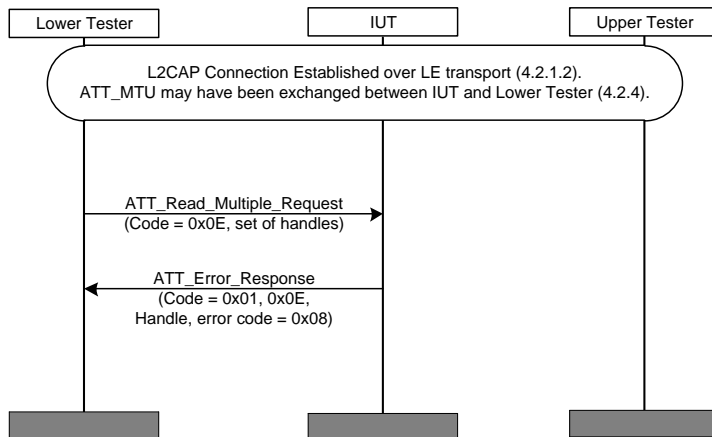 Lower Tester
IUT
Upper Tester
L2CAP Connection Established over LE transport (4.2.1.2).
ATT_MTU may have been exchanged between IUT and Lower Tester (4.2.4).
ATT_Read_Multiple_Request
(Code = 0x0E, set of handles)
ATT_Error_Response
(Code = 0x01, 0x0E,
Handle, error code = 0x08)